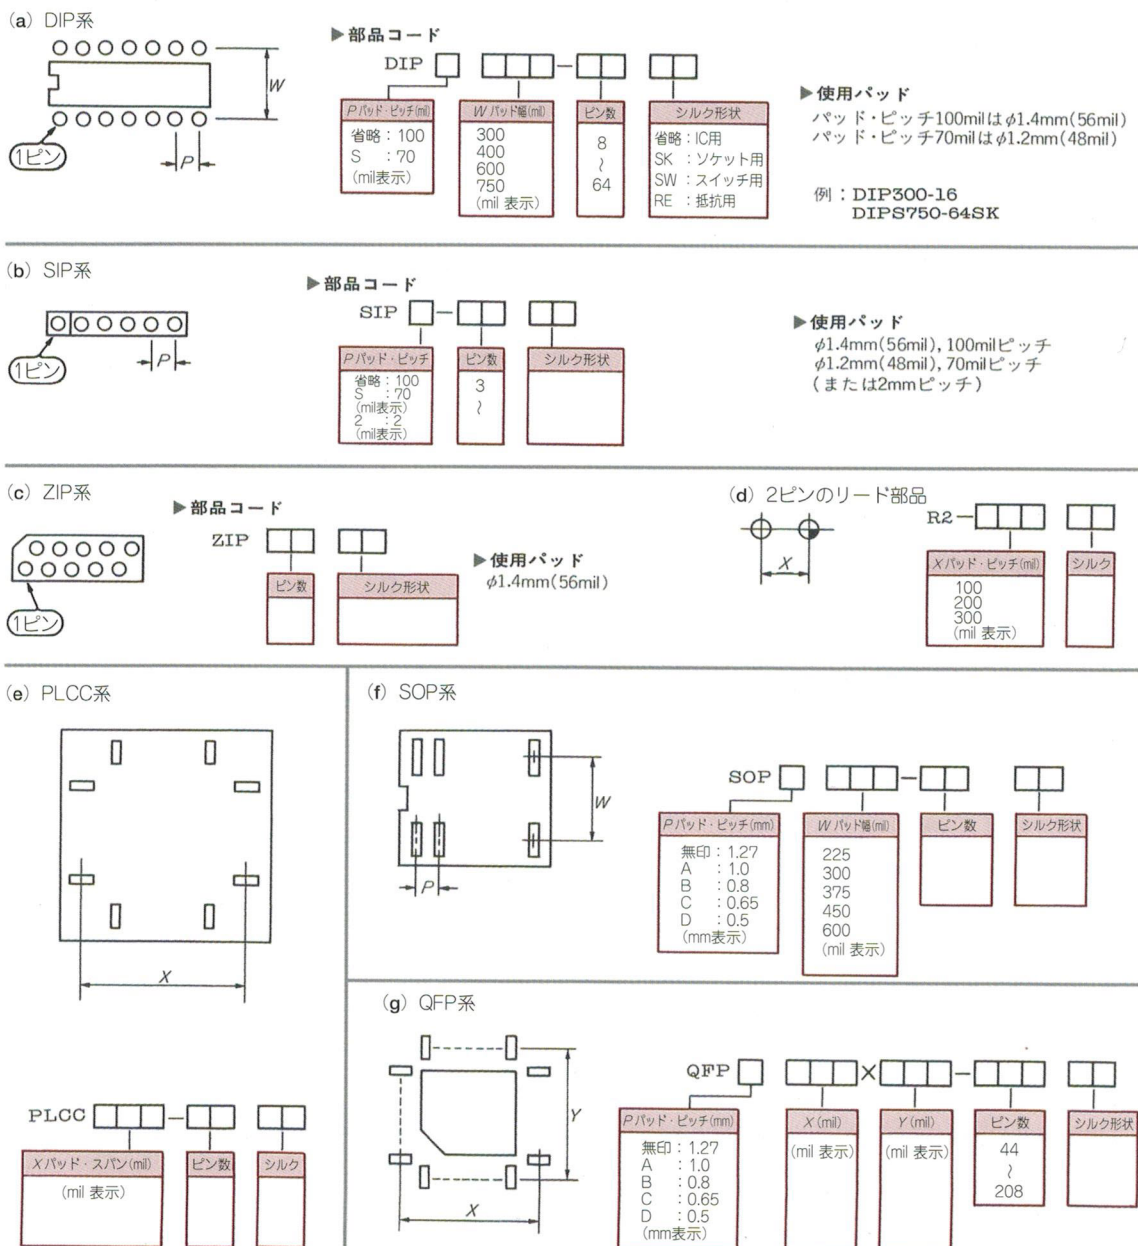 (a) DIP系
W
1ピン
P
▶部品コード
DIP □ □□□-□□ □□
Pパッド・ピッチ(mil)
省略：100
S ：70
(mil表示)
Wパッド幅(mil)
300
400
600
750
(mil 表示)
ピン数
8
〜
64
シルク形状
省略：IC用
SK ：ソケット用
SW ：スイッチ用
RE ：抵抗用
▶使用パッド
パッド・ピッチ100milはφ1.4mm(56mil)
パッド・ピッチ70milはφ1.2mm(48mil)
例：DIP300-16
DIPS750-64SK
(b) SIP系
1ピン
P
▶部品コード
SIP □-□□ □□
Pパッド・ピッチ
省略：100
S ：70
(mil表示)
2 ：2
(mil表示)
ピン数
3
〜
シルク形状
▶使用パッド
φ1.4mm(56mil), 100milピッチ
φ1.2mm(48mil), 70milピッチ
(または2mmピッチ)
(c) ZIP系
1ピン
▶部品コード
ZIP □□ □□
ピン数
シルク形状
▶使用パッド
φ1.4mm(56mil)
(d) 2ピンのリード部品
X
R2-□□□ □□
Xパッド・ピッチ(mil)
100
200
300
(mil 表示)
シルク
(e) PLCC系
X
PLCC □□□-□□ □□
Xパッド・スパン(mil)
(mil 表示)
ピン数
シルク
(f) SOP系
W
P
SOP □ □□□-□□ □□
Pパッド・ピッチ(mm)
無印：1.27
A ：1.0
B ：0.8
C ：0.65
D ：0.5
(mm表示)
Wパッド幅(mil)
225
300
375
450
600
(mil 表示)
ピン数
シルク形状
(g) QFP系
Y
X
QFP □ □□□×□□□-□□□ □□
Pパッド・ピッチ(mm)
無印：1.27
A ：1.0
B ：0.8
C ：0.65
D ：0.5
(mm表示)
X(mil)
(mil 表示)
Y(mil)
(mil 表示)
ピン数
44
〜
208
シルク形状